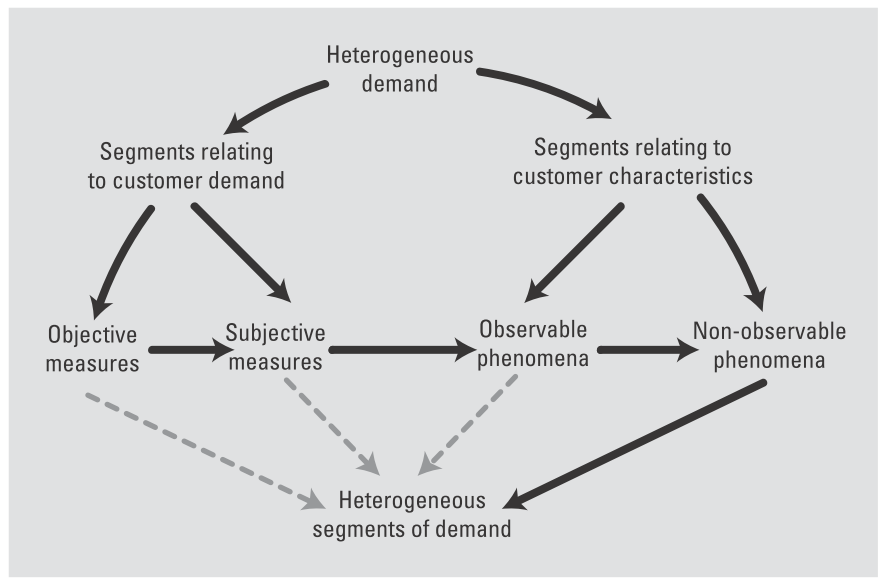 Heterogeneous
demand
Segments relating
to customer demand
Segments relating to
customer characteristics
Objective
measures
Subjective
measures
Observable
phenomena
Non-observable
phenomena
Heterogeneous
segments of demand